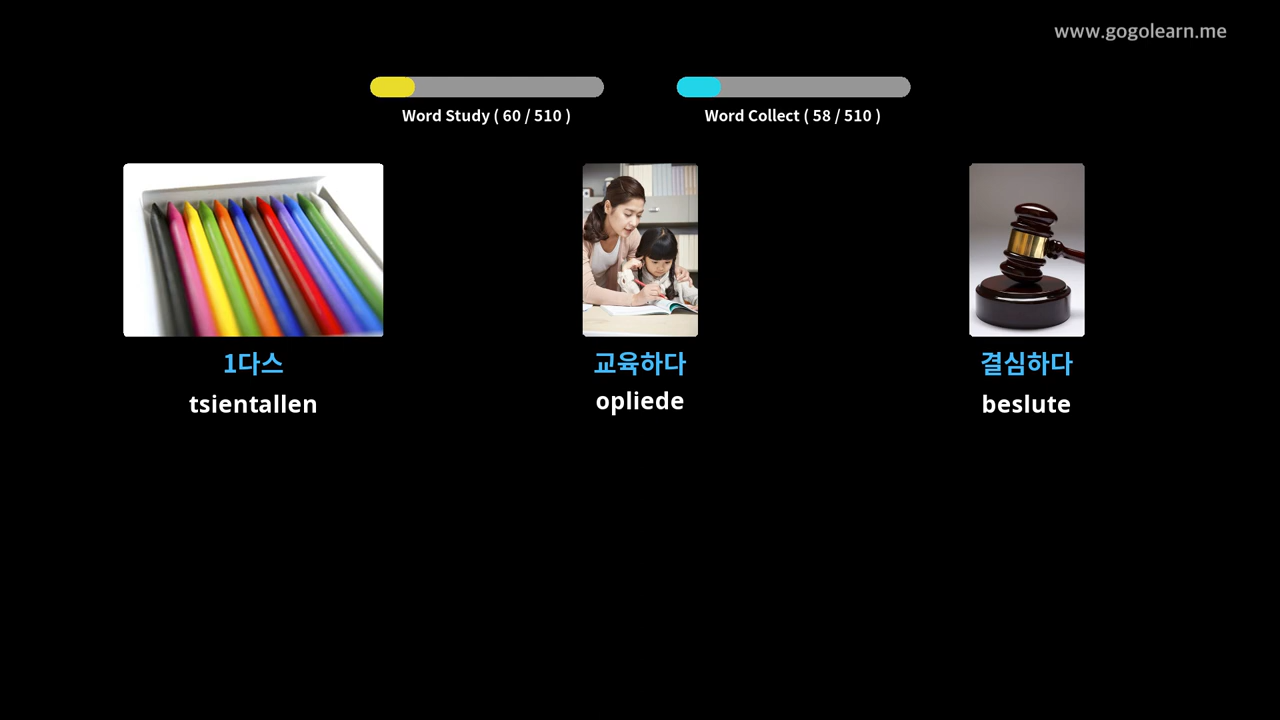 www.gogolearn.me
Word Study ( 60 / 510 )
Word Collect ( 58 / 510 )
1다스
교육하다
결심하다
tsientallen
opliede
beslute